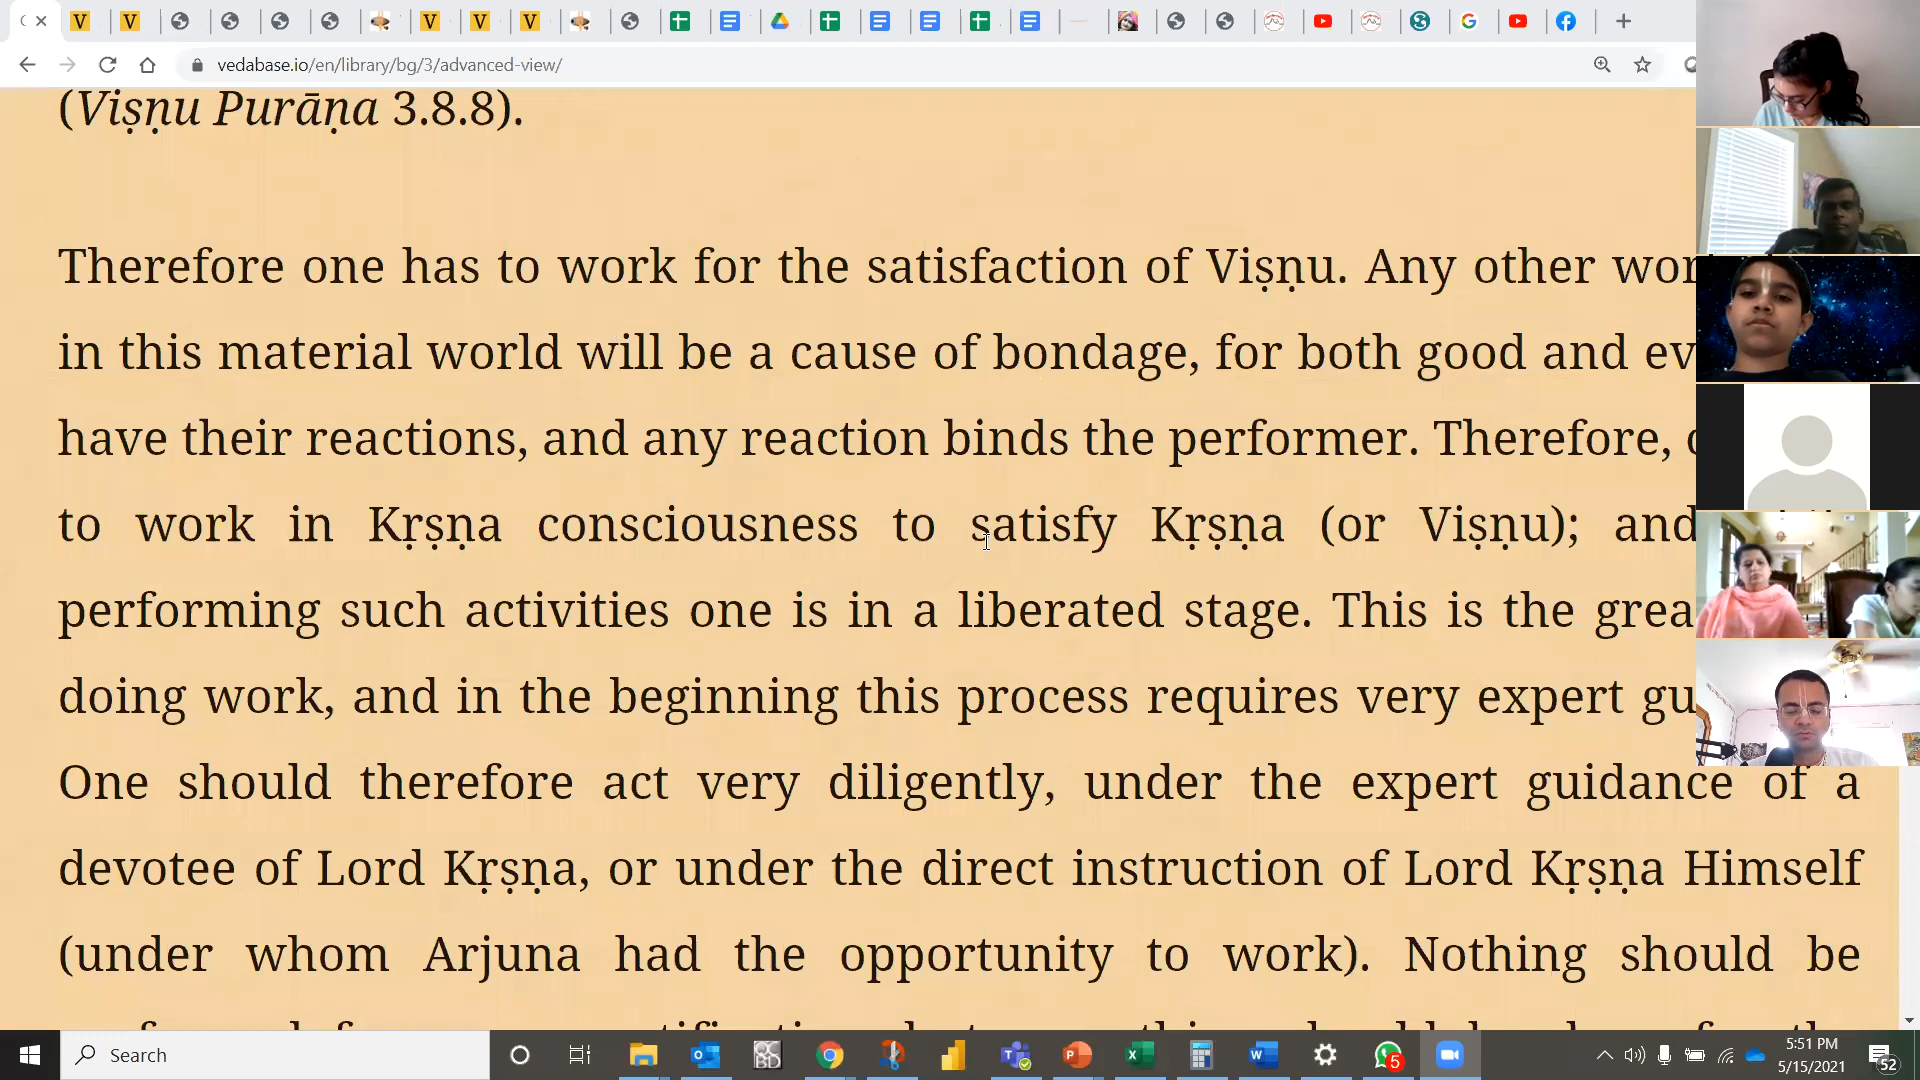 vedabase.io/en/library/bg/3/advanced-view/
(Viṣṇu Purāṇa 3.8.8).
Therefore one has to work for the satisfaction of Viṣṇu. Any other
in this material world will be a cause of bondage, for both good and
have their reactions, and any reaction binds the performer. Therefore,
to work in Kṛṣṇa consciousness to satisfy Kṛṣṇa (or Viṣṇu); and
performing such activities one is in a liberated stage. This is the
doing work, and in the beginning this process requires very expert
One should therefore act very diligently, under the expert guidance of a
devotee of Lord Kṛṣṇa, or under the direct instruction of Lord Kṛṣṇa Himself
(under whom Arjuna had the opportunity to work). Nothing should be
Search
5
5:51 PM
5/15/2021
52